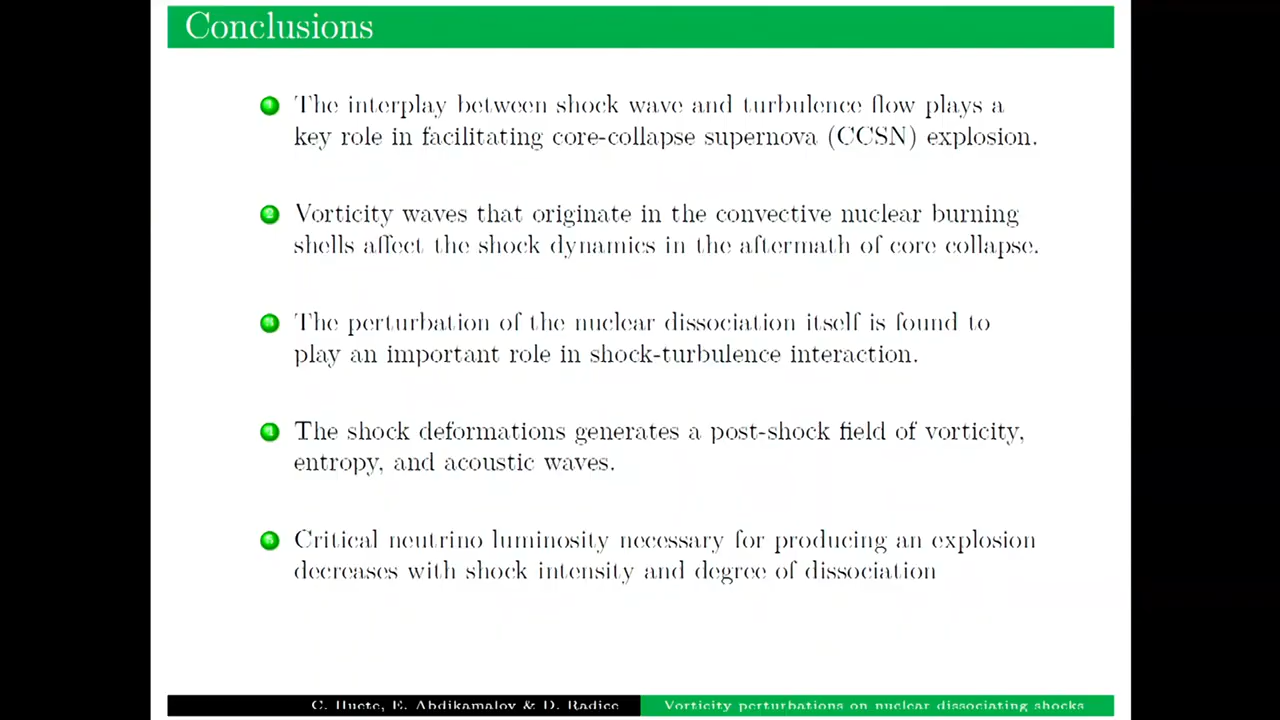 Conclusions
1 The interplay between shock wave and turbulence flow plays a
key role in facilitating core-collapse supernova (CCSN) explosion.
2 Vorticity waves that originate in the convective nuclear burning
shells affect the shock dynamics in the aftermath of core collapse.
3 The perturbation of the nuclear dissociation itself is found to
play an important role in shock-turbulence interaction.
4 The shock deformations generates a post-shock field of vorticity,
entropy, and acoustic waves.
5 Critical neutrino luminosity necessary for producing an explosion
decreases with shock intensity and degree of dissociation
C. Huete, E. Abdikamalov & D. Radice
Vorticity perturbations on nuclear dissociating shocks